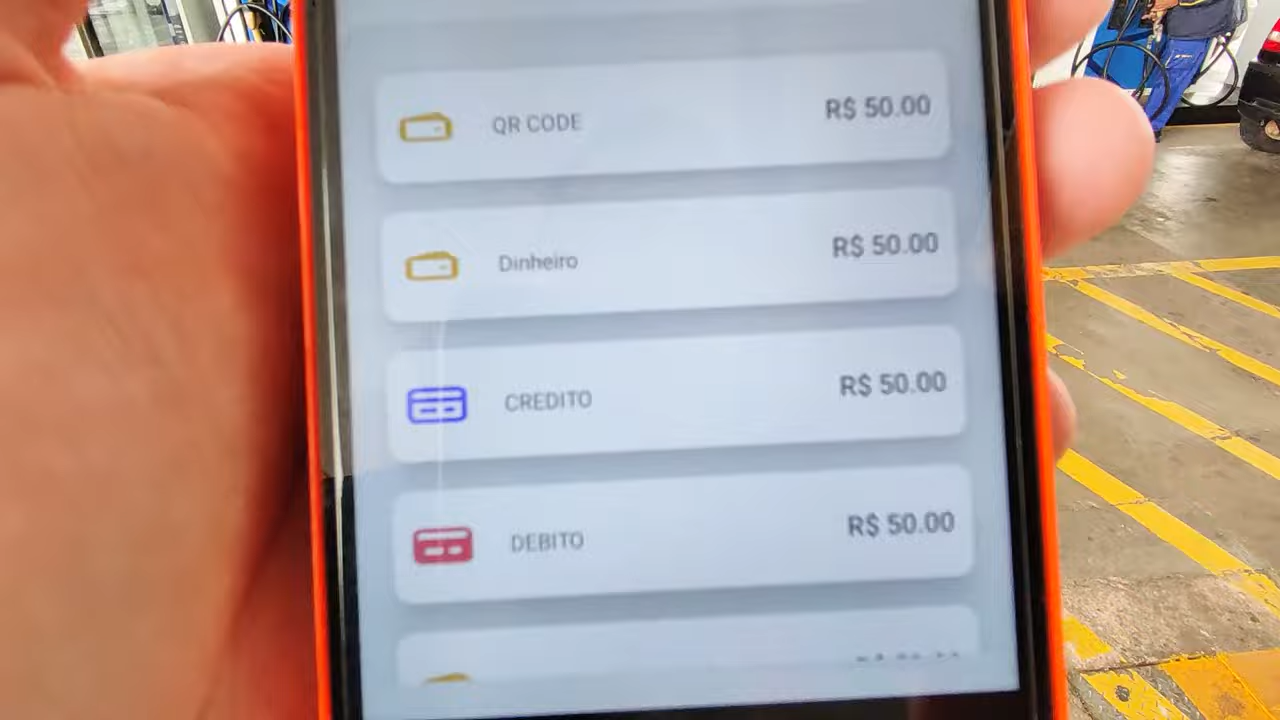 QR CODE R$ 50.00
Dinheiro R$ 50.00
CREDITO R$ 50.00
DEBITO R$ 50.00